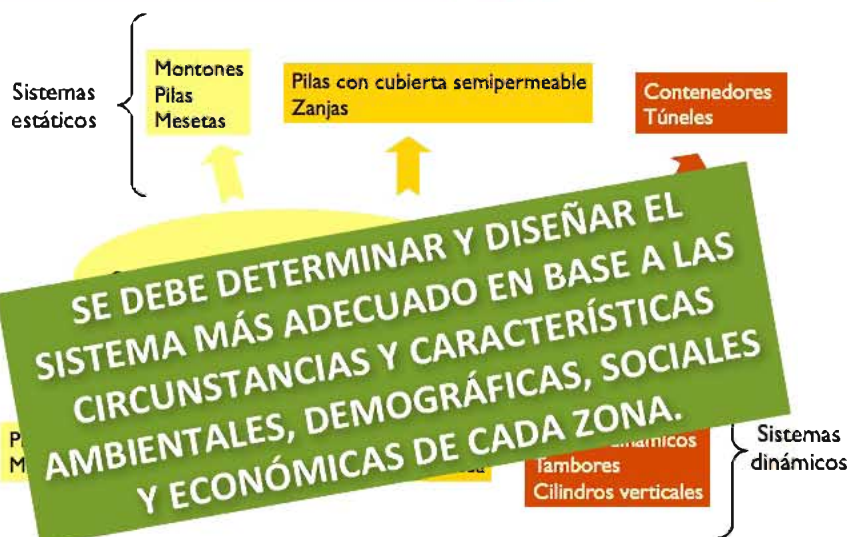 Sistemas
estáticos
Montones
Pilas
Mesetas
Pilas con cubierta semipermeable
Zanjas
Contenedores
Túneles
SE DEBE DETERMINAR Y DISEÑAR EL
SISTEMA MÁS ADECUADO EN BASE A LAS
CIRCUNSTANCIAS Y CARACTERÍSTICAS
AMBIENTALES, DEMOGRÁFICAS, SOCIALES
Y ECONÓMICAS DE CADA ZONA.
Tambores
Cilindros verticales
Sistemas
dinámicos